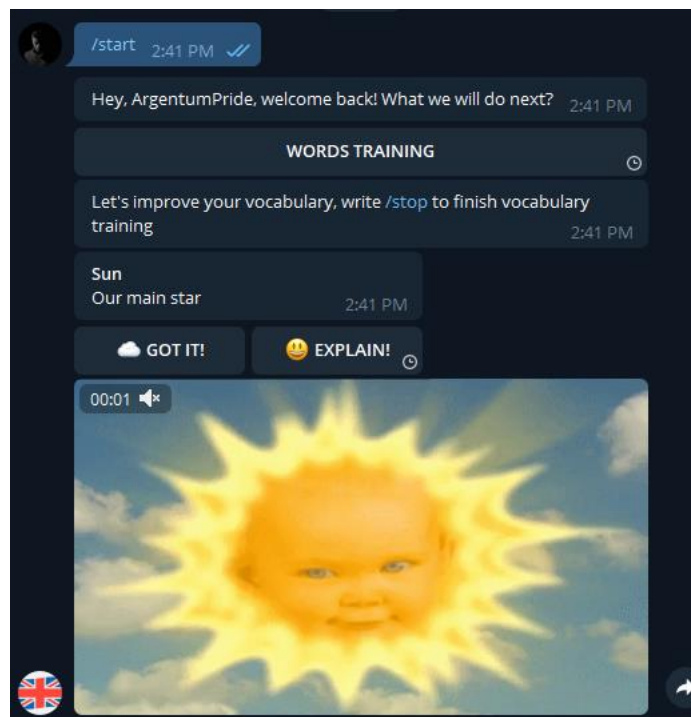 /start 2:41 PM
Hey, ArgentumPride, welcome back! What we will do next? 2:41 PM
WORDS TRAINING
Let's improve your vocabulary, write /stop to finish vocabulary
training 2:41 PM
Sun
Our main star 2:41 PM
☁️ GOT IT! 😃 EXPLAIN!
00:01